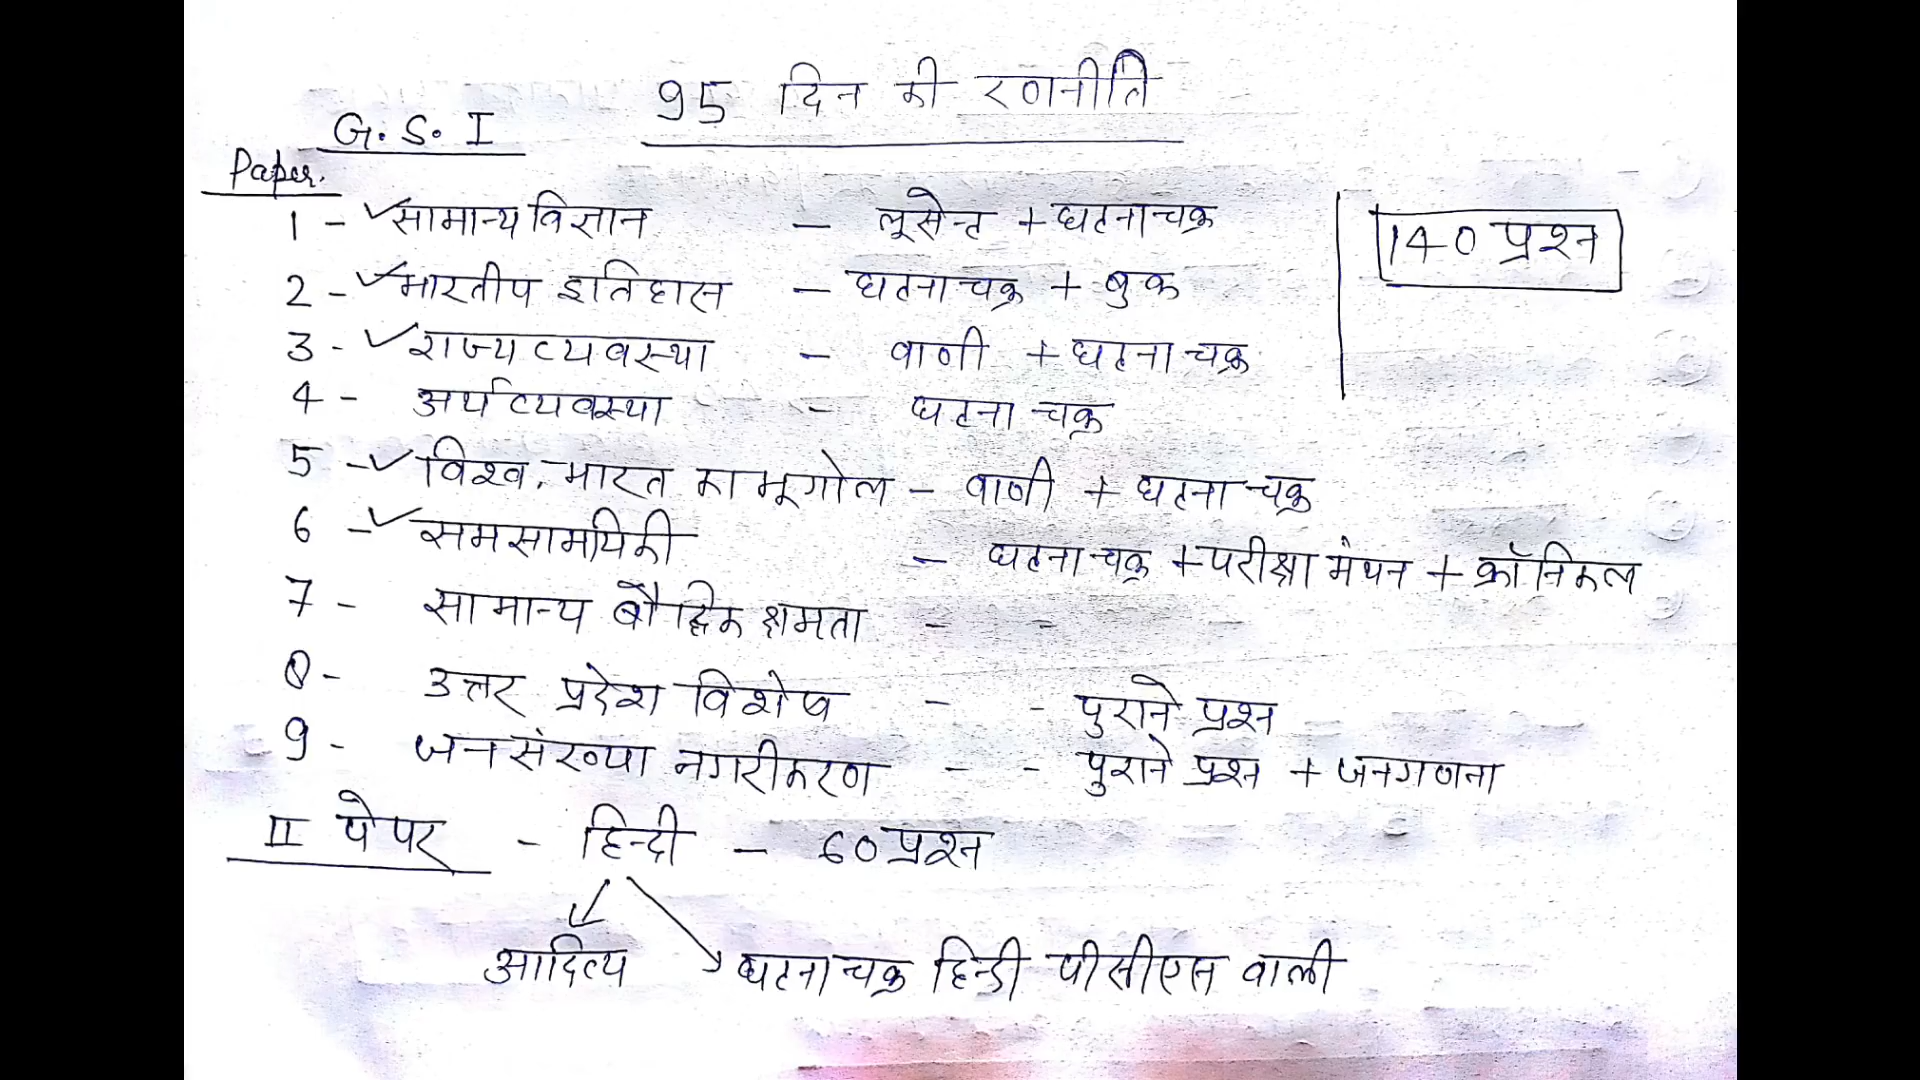 95 दिन की रणनीति
G. S. I
Paper.
1 - ✓ सामान्य विज्ञान - लूसेन्ट + घटना चक्र
140 प्रश्न
2 - ✓ भारतीय इतिहास - घटना चक्र + बुक
3 - ✓ राज्य व्यवस्था - वाणी + घटना चक्र
4 - अर्थ व्यवस्था - घटना चक्र
5 - ✓ विश्व, भारत का भूगोल - वाणी + घटना चक्र
6 - ✓ समसामयिकी - घटना चक्र + परीक्षा मंथन + क्रॉनिकल
7 - सामान्य बौद्धिक क्षमता - -
8 - उत्तर प्रदेश विशेष - - पुराने प्रश्न
9 - जनसंख्या नगरीकरण - - पुराने प्रश्न + जनगणना
II पेपर - हिन्दी - 60 प्रश्न
आदित्य घटना चक्र हिन्दी पीसीएस वाली